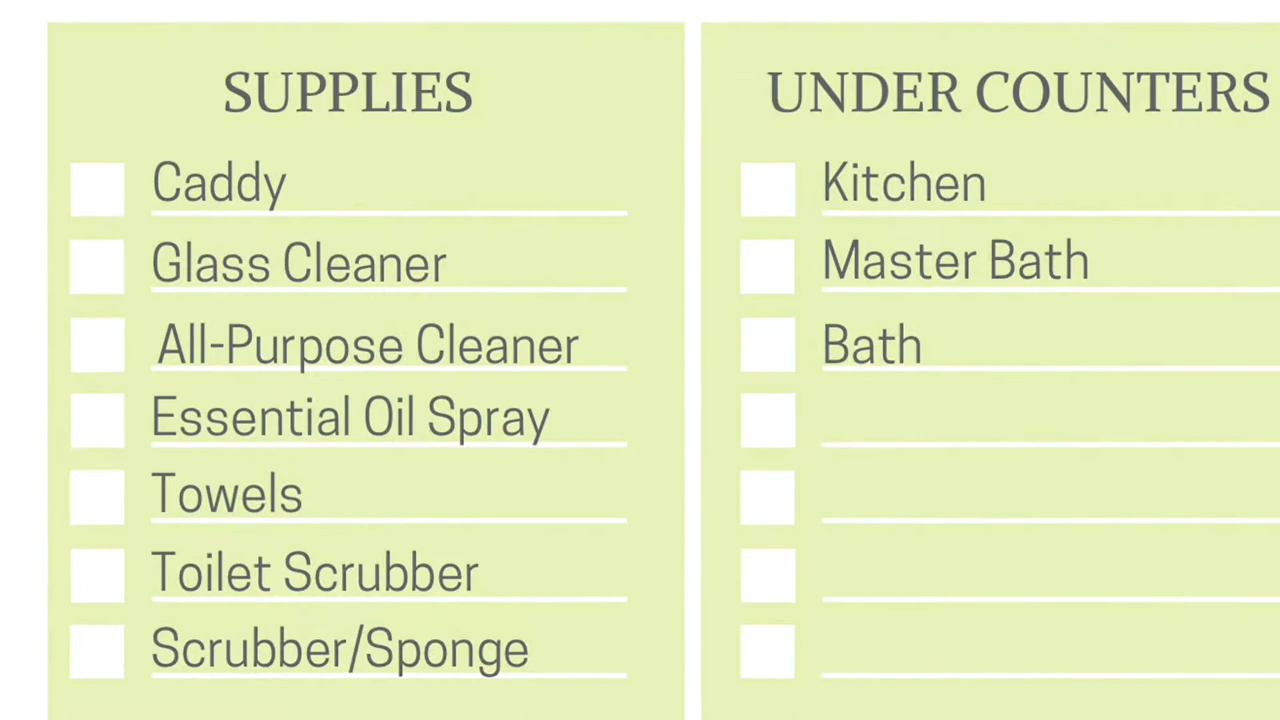 SUPPLIES
Caddy
Glass Cleaner
All-Purpose Cleaner
Essential Oil Spray
Towels
Toilet Scrubber
Scrubber/Sponge
UNDER COUNTERS
Kitchen
Master Bath
Bath